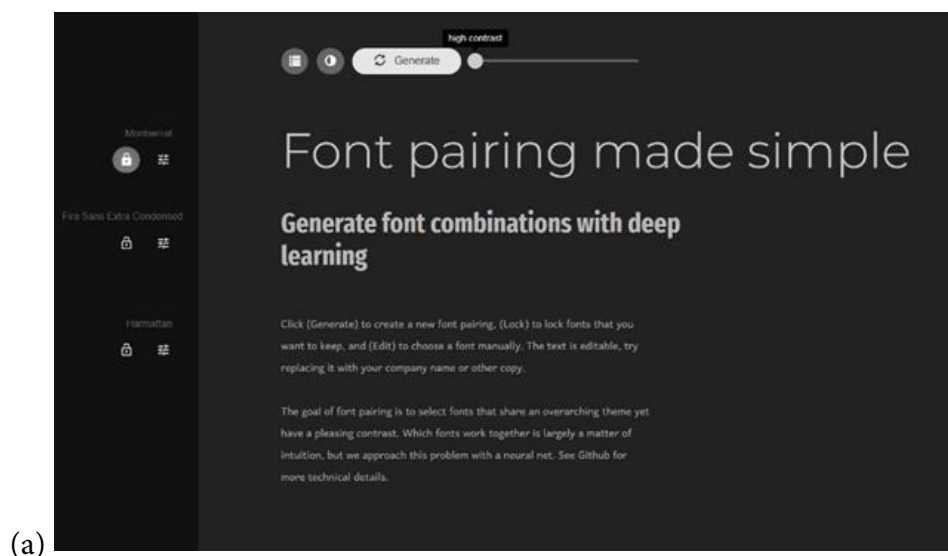 high contrast
Generate
Montserrat
Font pairing made simple
Fira Sans Extra Condensed
Generate font combinations with deep
learning
Harmattan
Click (Generate) to create a new font pairing, (Lock) to lock fonts that you
want to keep, and (Edit) to choose a font manually. The text is editable, try
replacing it with your company name or other copy.
The goal of font pairing is to select fonts that share an overarching theme yet
have a pleasing contrast. Which fonts work together is largely a matter of
intuition, but we approach this problem with a neural net. See Github for
more technical details.
(a)